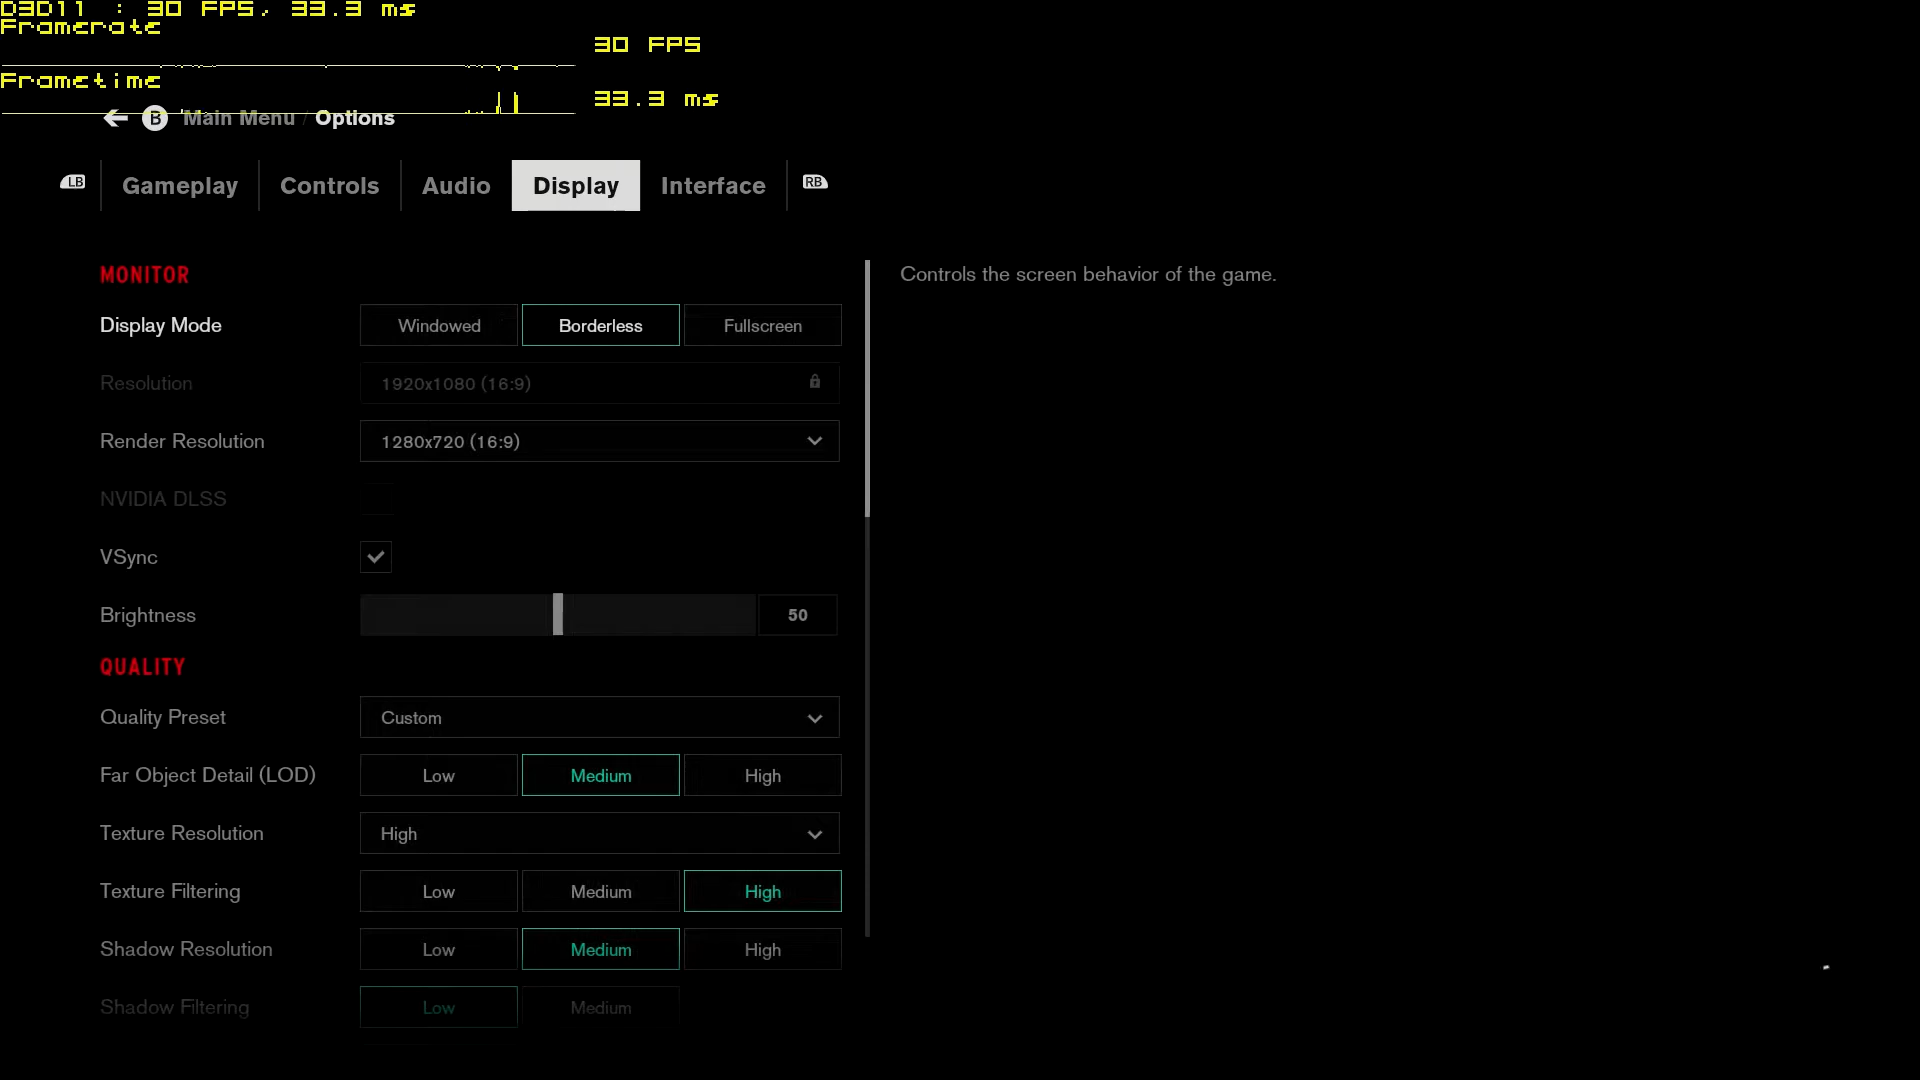 D3D11 : 30 FPS, 33.3 ms
Framerate
30 FPS
Frametime
33.3 ms
B Main Menu / Options
LB Gameplay Controls Audio Display Interface RB
MONITOR
Controls the screen behavior of the game.
Display Mode Windowed Borderless Fullscreen
Resolution 1920x1080 (16:9)
Render Resolution 1280x720 (16:9)
NVIDIA DLSS
VSync
Brightness 50
QUALITY
Quality Preset Custom
Far Object Detail (LOD) Low Medium High
Texture Resolution High
Texture Filtering Low Medium High
Shadow Resolution Low Medium High
Shadow Filtering Low Medium